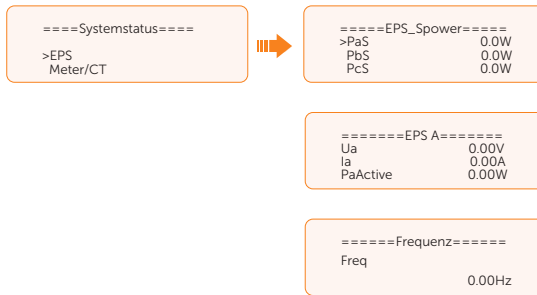 ====Systemstatus====
>EPS
Meter/CT
=====EPS_Spower=====
>PaS 0.0W
PbS 0.0W
PcS 0.0W
=======EPS A=======
Ua 0.00V
Ia 0.00A
PaActive 0.00W
======Frequenz======
Freq
0.00Hz